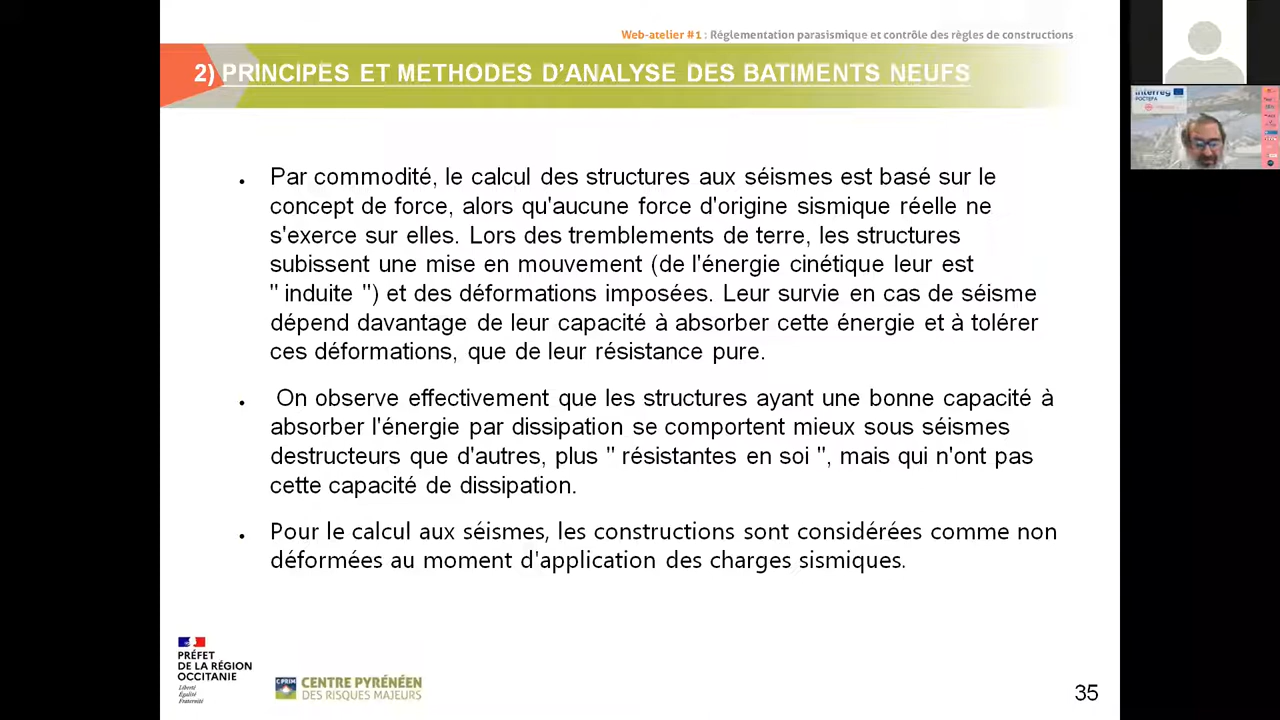 Web-atelier #1 : Réglementation parasismique et contrôle des règles de constructions
2) PRINCIPES ET METHODES D'ANALYSE DES BATIMENTS NEUFS
• Par commodité, le calcul des structures aux séismes est basé sur le
concept de force, alors qu'aucune force d'origine sismique réelle ne
s'exerce sur elles. Lors des tremblements de terre, les structures
subissent une mise en mouvement (de l'énergie cinétique leur est
" induite ") et des déformations imposées. Leur survie en cas de séisme
dépend davantage de leur capacité à absorber cette énergie et à tolérer
ces déformations, que de leur résistance pure.
• On observe effectivement que les structures ayant une bonne capacité à
absorber l'énergie par dissipation se comportent mieux sous séismes
destructeurs que d'autres, plus " résistantes en soi ", mais qui n'ont pas
cette capacité de dissipation.
• Pour le calcul aux séismes, les constructions sont considérées comme non
déformées au moment d'application des charges sismiques.
PRÉFET
DE LA RÉGION
OCCITANIE
Liberté
Égalité
Fraternité
CPRIM
CENTRE PYRÉNÉEN
DES RISQUES MAJEURS
35
Interreg
POCTEFA